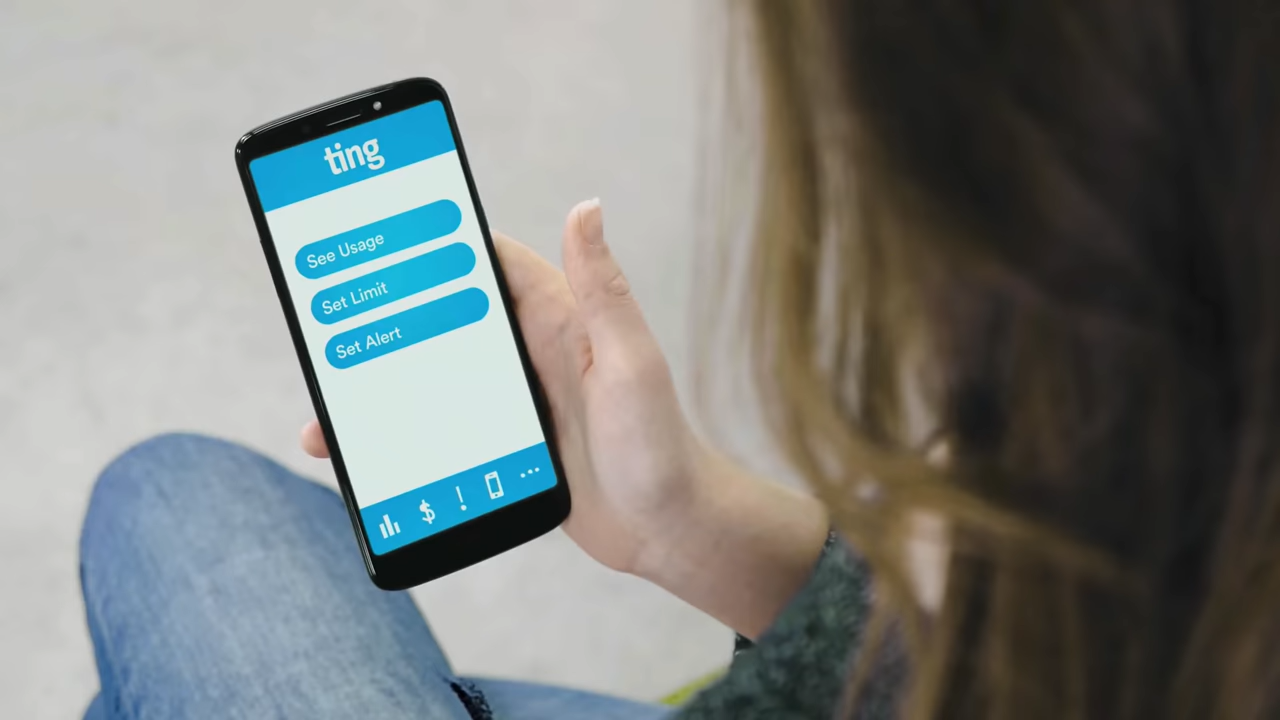 ting
See Usage
Set Limit
Set Alert
$
!
...